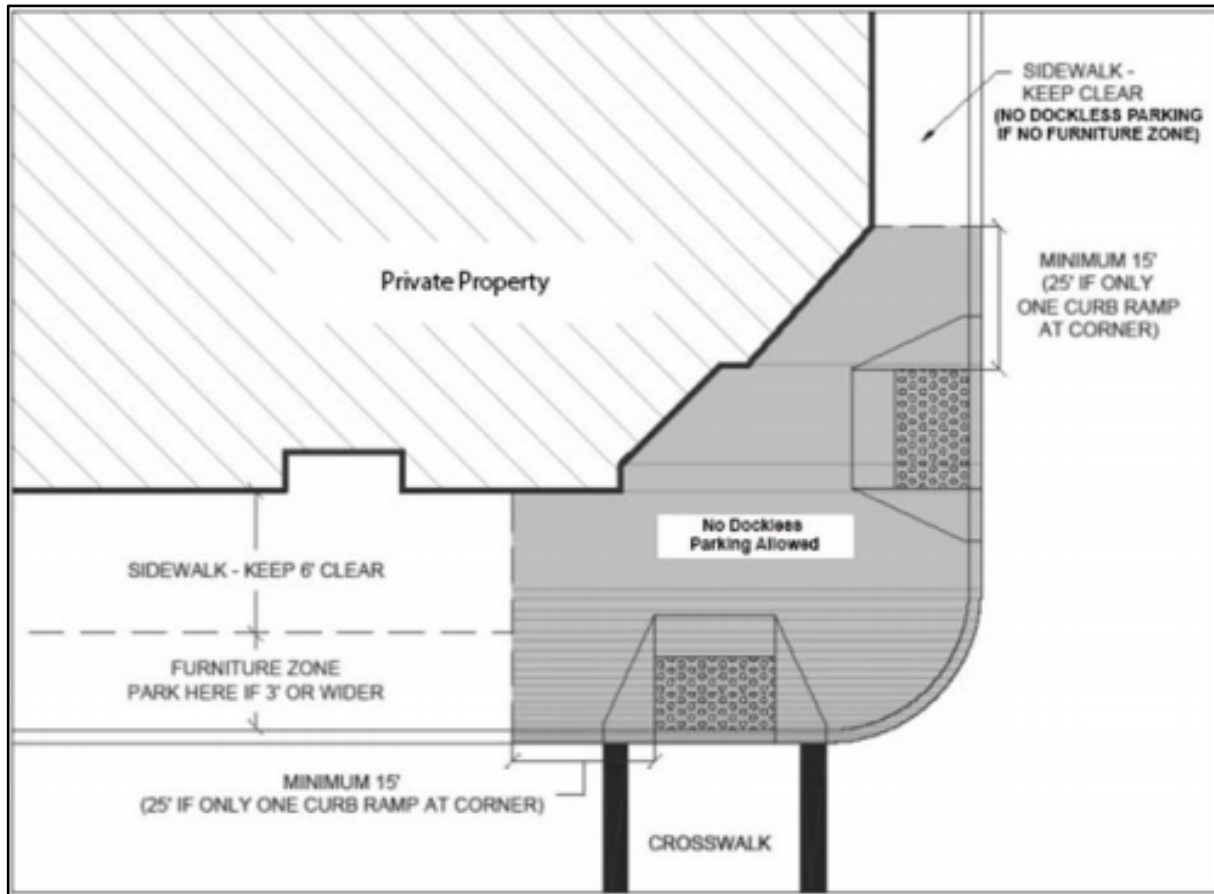 SIDEWALK -
KEEP CLEAR
(NO DOCKLESS PARKING
IF NO FURNITURE ZONE)
Private Property
MINIMUM 15'
(25' IF ONLY
ONE CURB RAMP
AT CORNER)
No Dockless
Parking Allowed
SIDEWALK - KEEP 6' CLEAR
FURNITURE ZONE
PARK HERE IF 3' OR WIDER
MINIMUM 15'
(25' IF ONLY ONE CURB RAMP AT CORNER)
CROSSWALK